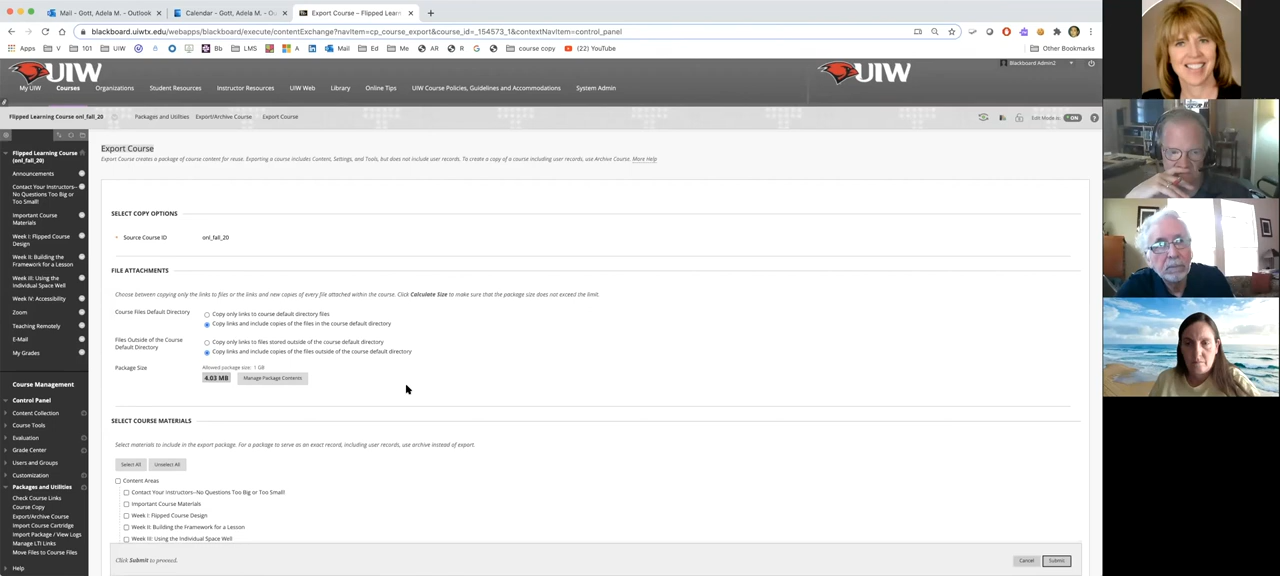 Mail - Gott, Adela M. - Outlook
Calendar - Gott, Adela M. - Ou
Export Course – Flipped Learn
blackboard.uiwtx.edu/webapps/blackboard/execute/contentExchange?navItem=cp_course_export&course_id=_154573_1&contextNavItem=control_panel
Apps V 101 UIW Bb LMS A Mail Ed Me AR R G course copy (22) YouTube Other Bookmarks
UIW UIW Blackboard Admin2
My UIW Courses Organizations Student Resources Instructor Resources UIW Web Library Online Tips UIW Course Policies, Guidelines and Accommodations System Admin
Flipped Learning Course onl_fall_20 Packages and Utilities Export/Archive Course Export Course Edit Mode is: ON
Flipped Learning Course
(onl_fall_20)
Announcements
Contact Your Instructors--
No Questions Too Big or
Too Small!
Important Course
Materials
Week I: Flipped Course
Design
Week II: Building the
Framework for a Lesson
Week III: Using the
Individual Space Well
Week IV: Accessibility
Zoom
Teaching Remotely
E-Mail
My Grades
Course Management
Control Panel
Content Collection
Course Tools
Evaluation
Grade Center
Users and Groups
Customization
Packages and Utilities
Check Course Links
Course Copy
Export/Archive Course
Import Course Cartridge
Import Package / View Logs
Manage LTI Links
Move Files to Course Files
Help
Export Course
Export Course creates a package of course content for reuse. Exporting a course includes Content, Settings, and Tools, but does not include user records. To create a copy of a course including user records, use Archive Course. More Help
SELECT COPY OPTIONS
Source Course ID onl_fall_20
FILE ATTACHMENTS
Choose between copying only the links to files or the links and new copies of every file attached within the course. Click Calculate Size to make sure that the package size does not exceed the limit.
Course Files Default Directory
Copy only links to course default directory files
Copy links and include copies of the files in the course default directory
Files Outside of the Course
Default Directory
Copy only links to files stored outside of the course default directory
Copy links and include copies of the files outside of the course default directory
Package Size
Allowed package size: 1 GB
4.03 MB Manage Package Contents
SELECT COURSE MATERIALS
Select materials to include in the export package. For a package to serve as an exact record, including user records, use archive instead of export.
Select All Unselect All
Content Areas
Contact Your Instructors--No Questions Too Big or Too Small!
Important Course Materials
Week I: Flipped Course Design
Week II: Building the Framework for a Lesson
Week III: Using the Individual Space Well
Click Submit to proceed. Cancel Submit